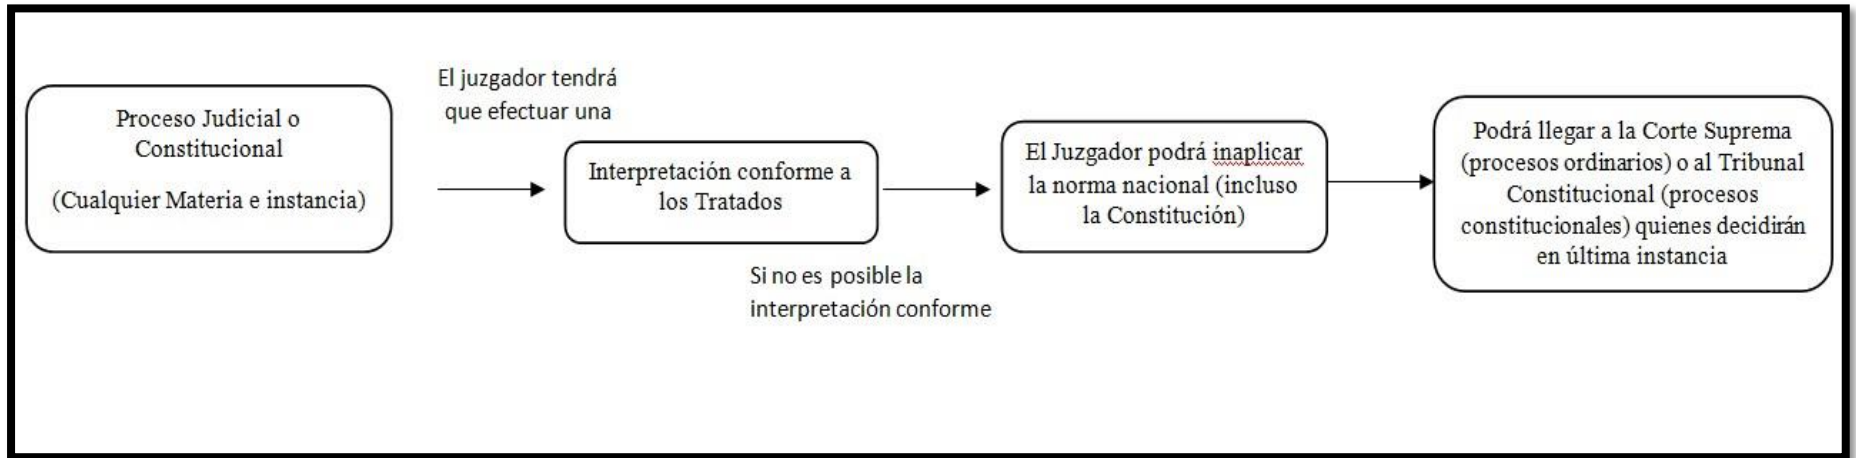 Proceso Judicial o
Constitucional
(Cualquier Materia e instancia)
El juzgador tendrá
que efectuar una
Interpretación conforme a
los Tratados
Si no es posible la
interpretación conforme
El Juzgador podrá inaplicar
la norma nacional (incluso
la Constitución)
Podrá llegar a la Corte Suprema
(procesos ordinarios) o al Tribunal
Constitucional (procesos
constitucionales) quienes decidirán
en última instancia